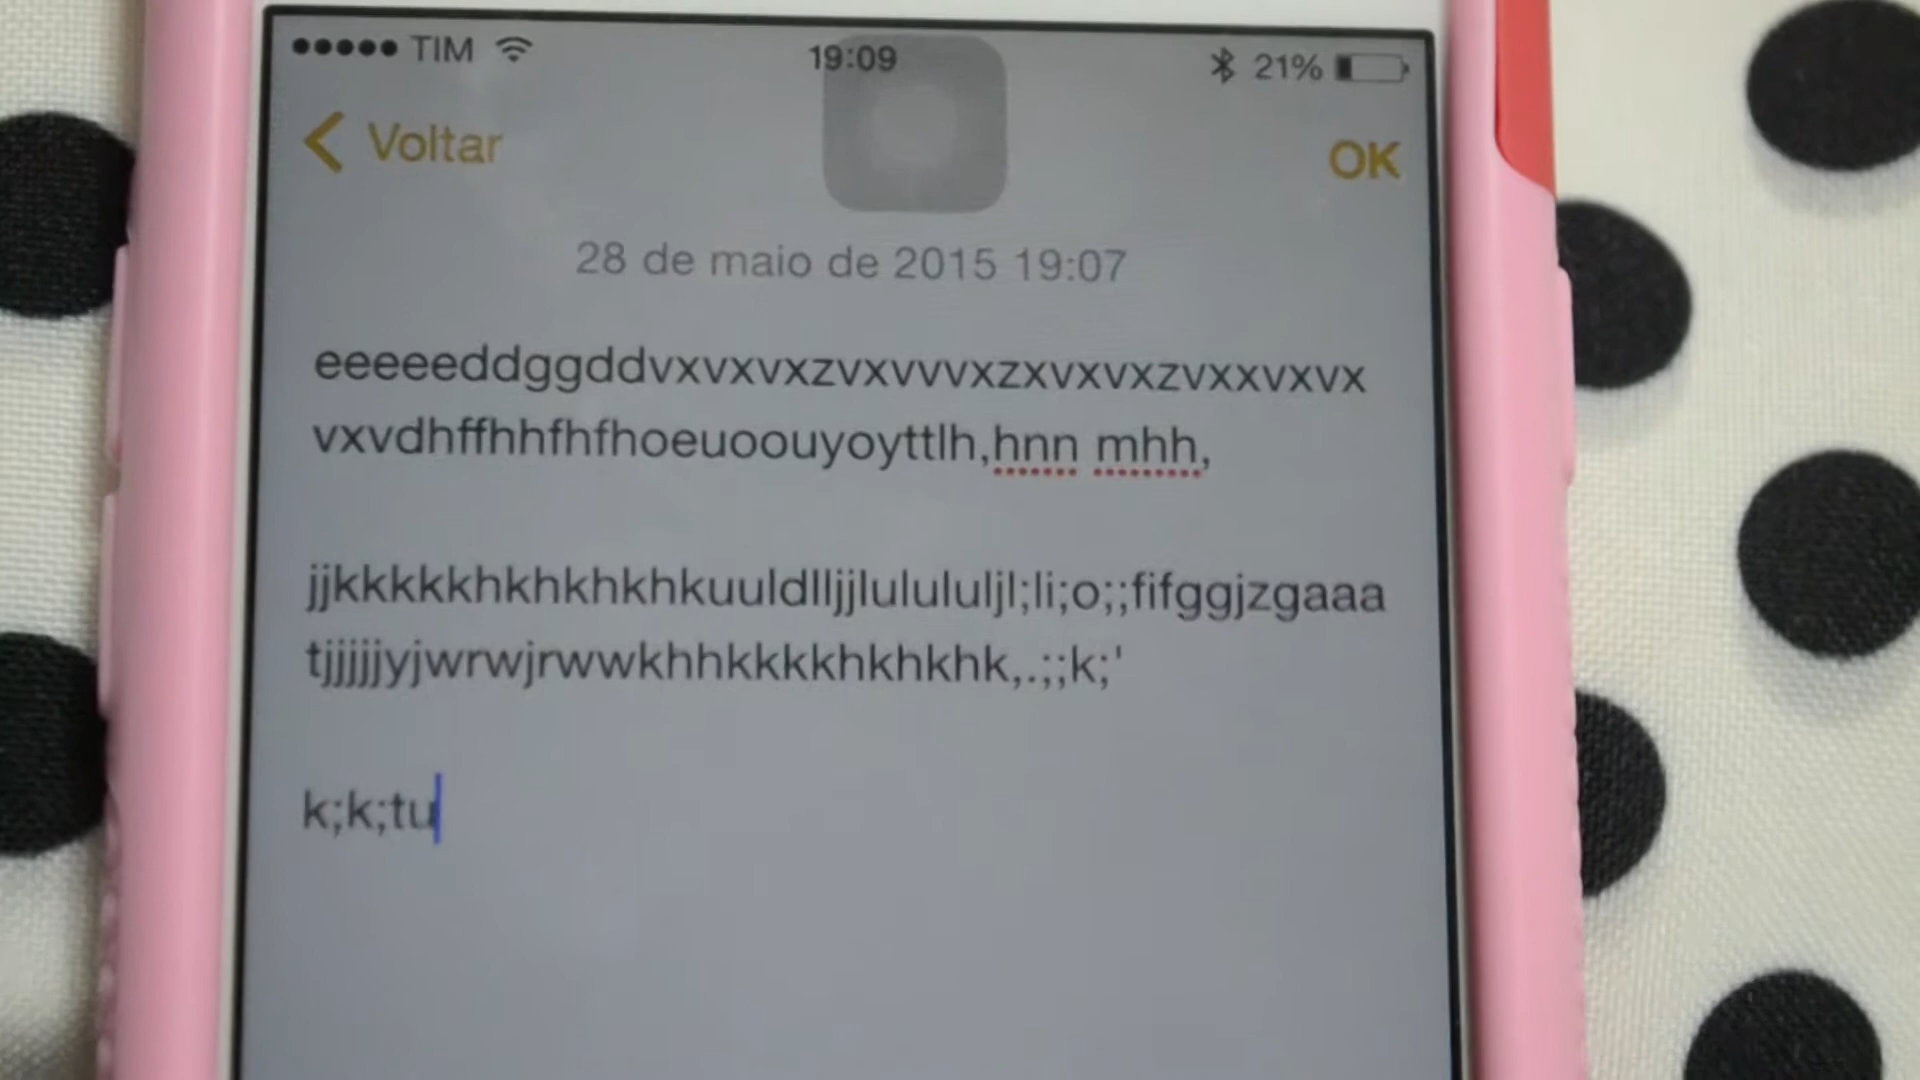 TIM 19:09 21%
Voltar OK
28 de maio de 2015 19:07
eeeeeddggddvxvxvxzvxvvvxzxvxvxzvxxvxvx
vxvdhffhhfhfhoeuoouyoyttlh,hnn mhh,
jjkkkkkhkhkhkhkuuldlljjlulululjl;li;o;;fifggjzgaaa
tjjjjjyjwrwjrwwkhhkkkkhkhkhk,.;;k;'
k;k;tu